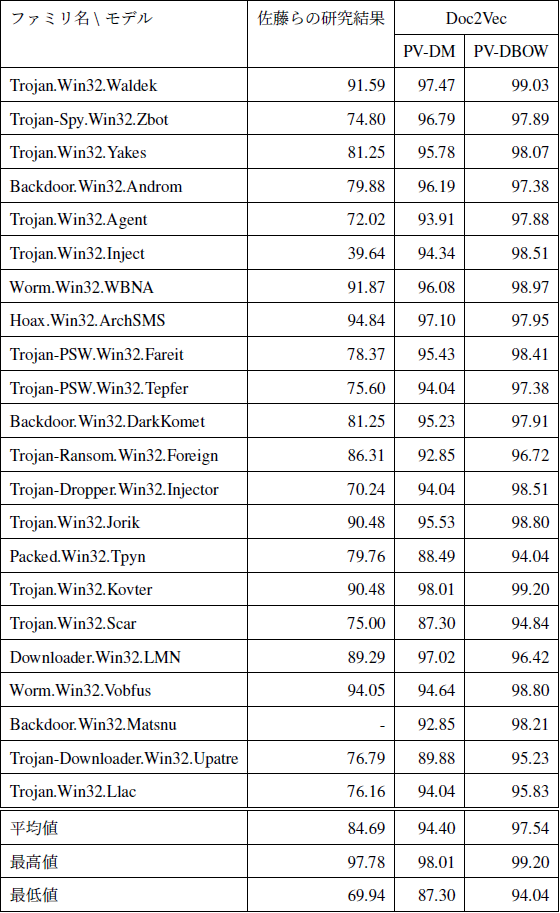 ファミリ名 \ モデル 佐藤らの研究結果 Doc2Vec
PV-DM PV-DBOW
Trojan.Win32.Waldek 91.59 97.47 99.03
Trojan-Spy.Win32.Zbot 74.80 96.79 97.89
Trojan.Win32.Yakes 81.25 95.78 98.07
Backdoor.Win32.Androm 79.88 96.19 97.38
Trojan.Win32.Agent 72.02 93.91 97.88
Trojan.Win32.Inject 39.64 94.34 98.51
Worm.Win32.WBNA 91.87 96.08 98.97
Hoax.Win32.ArchSMS 94.84 97.10 97.95
Trojan-PSW.Win32.Fareit 78.37 95.43 98.41
Trojan-PSW.Win32.Tepfer 75.60 94.04 97.38
Backdoor.Win32.DarkKomet 81.25 95.23 97.91
Trojan-Ransom.Win32.Foreign 86.31 92.85 96.72
Trojan-Dropper.Win32.Injector 70.24 94.04 98.51
Trojan.Win32.Jorik 90.48 95.53 98.80
Packed.Win32.Tpyn 79.76 88.49 94.04
Trojan.Win32.Kovter 90.48 98.01 99.20
Trojan.Win32.Scar 75.00 87.30 94.84
Downloader.Win32.LMN 89.29 97.02 96.42
Worm.Win32.Vobfus 94.05 94.64 98.80
Backdoor.Win32.Matsnu - 92.85 98.21
Trojan-Downloader.Win32.Upatre 76.79 89.88 95.23
Trojan.Win32.Llac 76.16 94.04 95.83
平均値 84.69 94.40 97.54
最高値 97.78 98.01 99.20
最低値 69.94 87.30 94.04